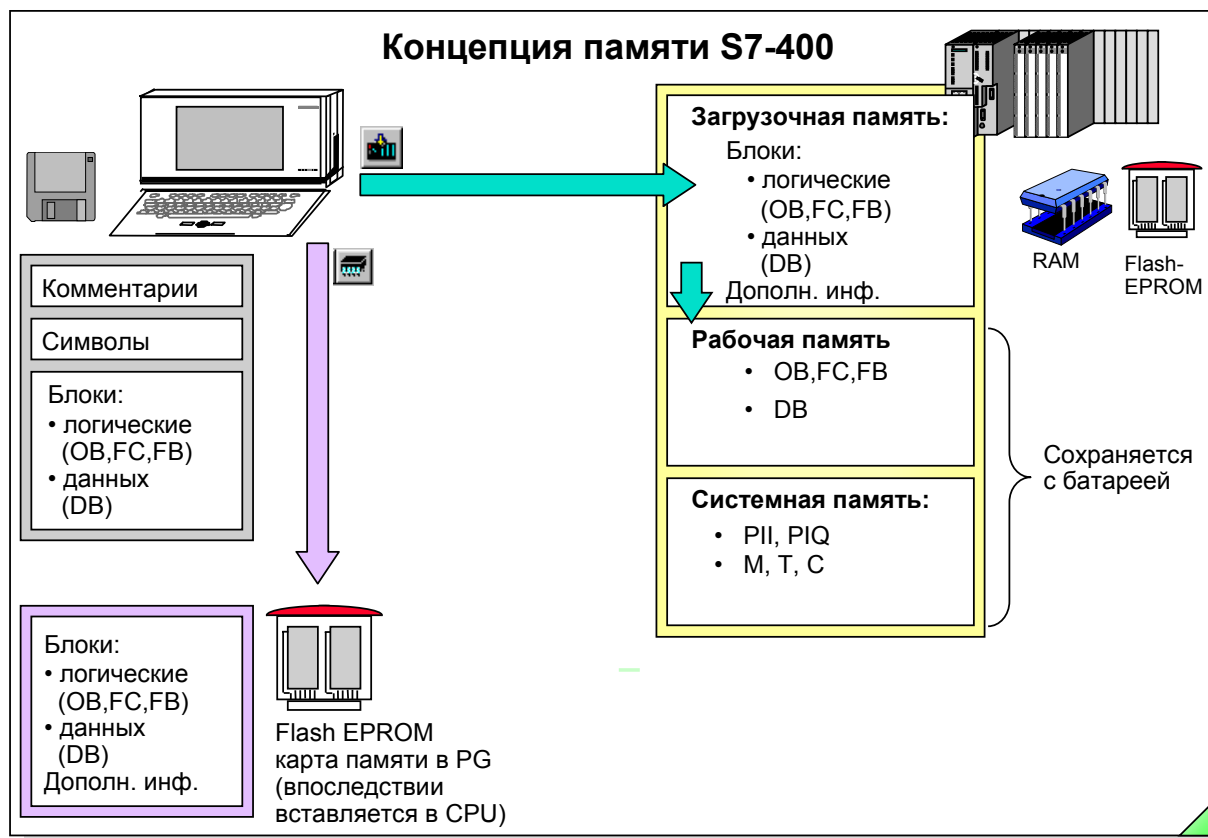 Концепция памяти S7-400
Загрузочная память:
Блоки:
• логические
(OB,FC,FB)
• данных
(DB)
Дополн. инф.
RAM
Flash-
EPROM
Рабочая память
• OB,FC,FB
• DB
Системная память:
• PII, PIQ
• M, T, C
Сохраняется
с батареей
Комментарии
Символы
Блоки:
• логические
(OB,FC,FB)
• данных
(DB)
Блоки:
• логические
(OB,FC,FB)
• данных
(DB)
Дополн. инф.
Flash EPROM
карта памяти в PG
(впоследствии
вставляется в CPU)